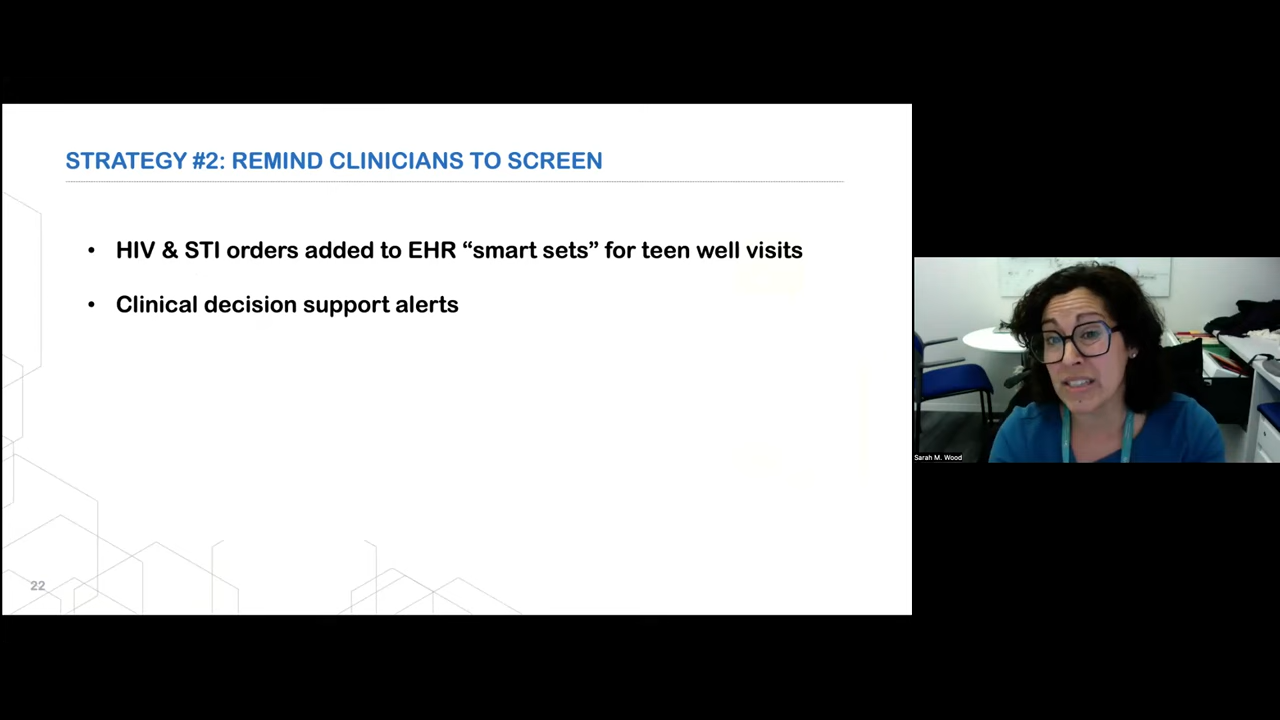 STRATEGY #2: REMIND CLINICIANS TO SCREEN
• HIV & STI orders added to EHR “smart sets” for teen well visits
• Clinical decision support alerts
22
Sarah M. Wood